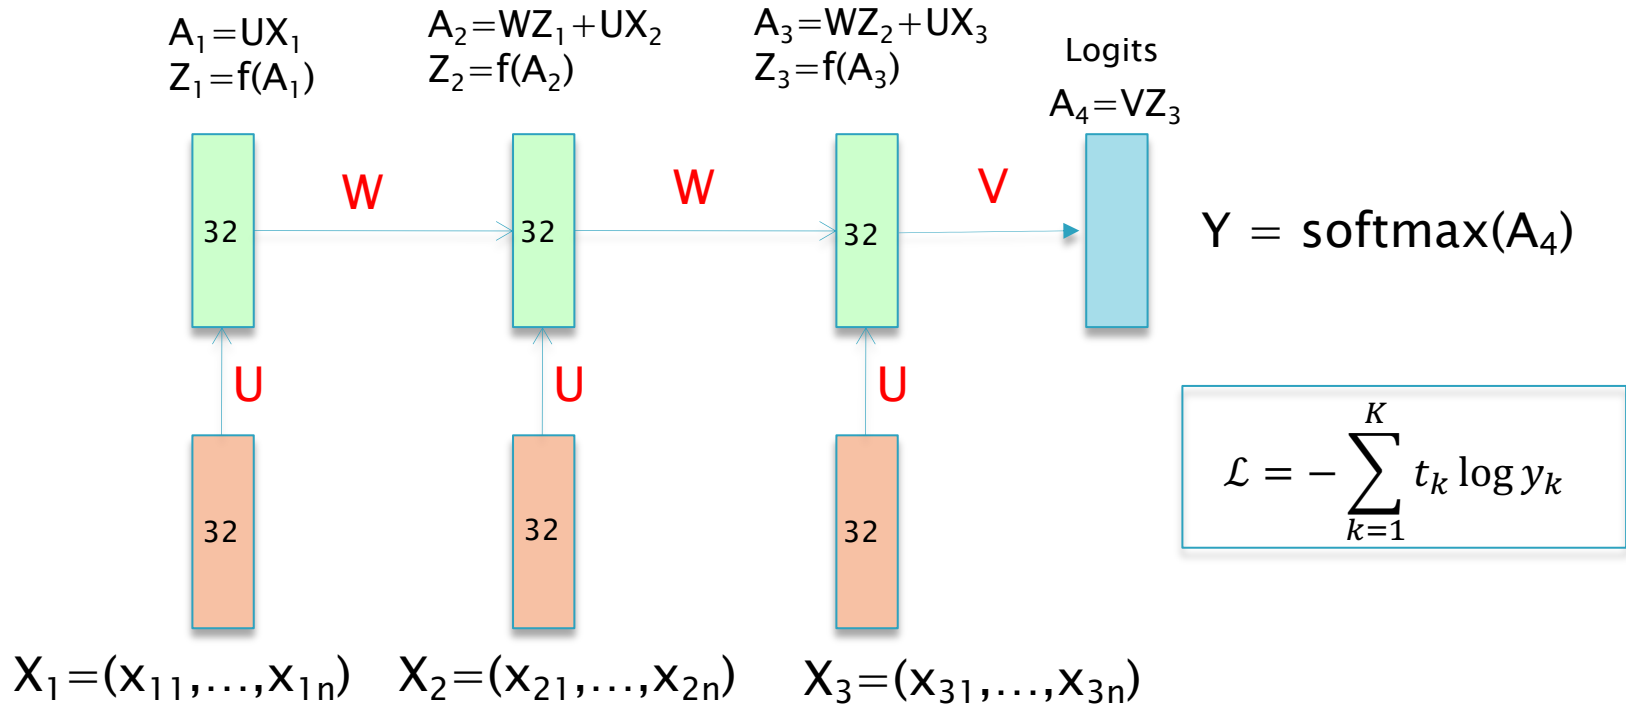 A₁=UX₁
Z₁=f(A₁)
A₂=WZ₁+UX₂
Z₂=f(A₂)
A₃=WZ₂+UX₃
Z₃=f(A₃)
Logits
A₄=VZ₃
W
W
V
32
32
32
Y = softmax(A₄)
U
U
U
ℒ = − ∑_{k=1}^{K} t_k log y_k
32
32
32
X₁=(x₁₁,...,x₁ₙ)
X₂=(x₂₁,...,x₂ₙ)
X₃=(x₃₁,...,x₃ₙ)